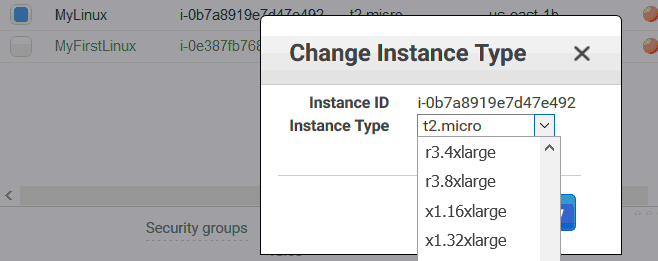 MyLinux i-0b7a8919e7d47e492 t2.micro us-east-1b
MyFirstLinux i-0e387fb768
Change Instance Type
Instance ID i-0b7a8919e7d47e492
Instance Type t2.micro
r3.4xlarge
r3.8xlarge
x1.16xlarge
x1.32xlarge
Security groups